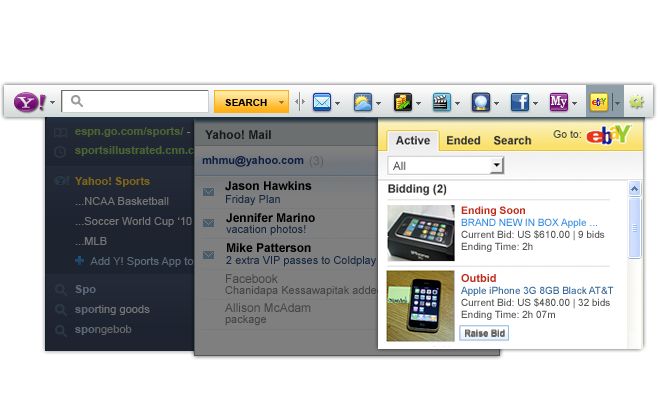 Y!
SEARCH
My
ebY
espn.go.com/sports/ -
sportsillustrated.cnn.c
Y! Yahoo! Sports
...NCAA Basketball
...Soccer World Cup '10
...MLB
Add Y! Sports App to
Spo
sporting goods
spongebob
Yahoo! Mail
mhmu@yahoo.com (3)
Jason Hawkins
Friday Plan
Jennifer Marino
vacation photos!
Mike Patterson
2 extra VIP passes to Coldplay
Facebook
Chanidapa Kessawapitak adde
Allison McAdam
package
Active Ended Search Go to: ebaY
All
Bidding (2)
Ending Soon
BRAND NEW IN BOX Apple ...
Current Bid: US $610.00 | 9 bids
Ending Time: 2h
Outbid
Apple iPhone 3G 8GB Black AT&T
Current Bid: US $480.00 | 32 bids
Ending Time: 2h 07m
Raise Bid